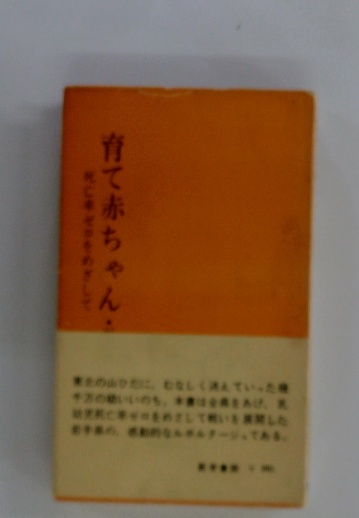 育て赤ちゃん・
死亡率ゼロをめざして
東北の山ひだに、むなしく消えていった幾
千万の細いいのち。本書は全県をあげ、乳
幼児死亡率ゼロをめざして戦いを展開した
岩手県の、感動的なルポルタージュである。